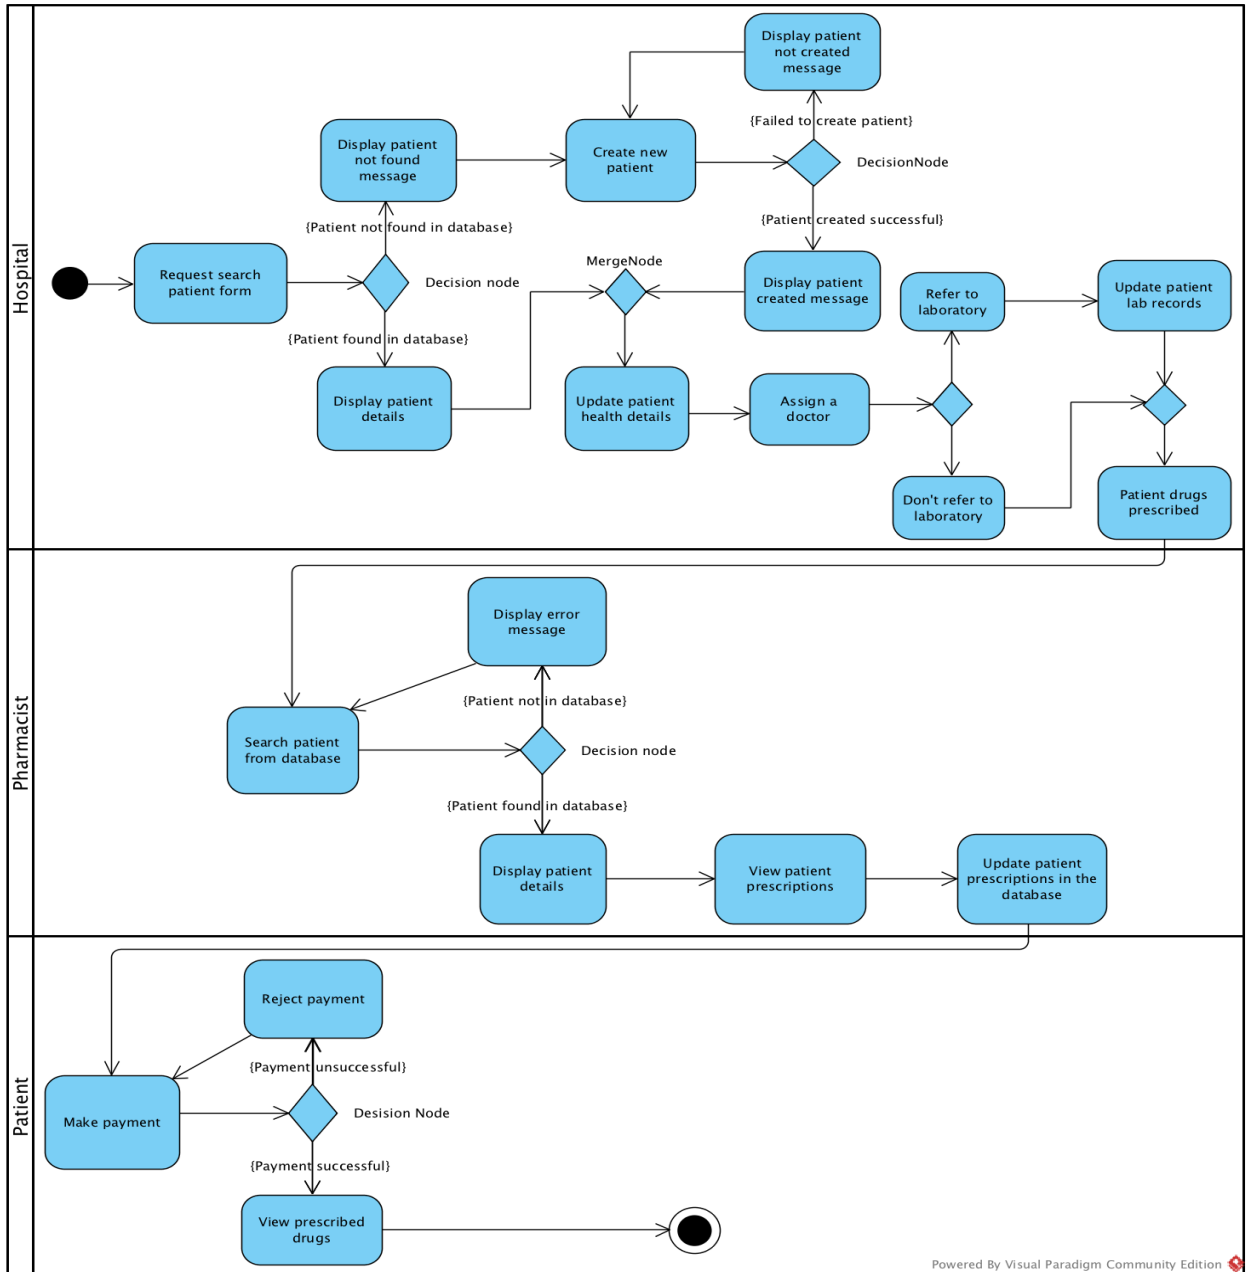 Hospital
Display patient
not created
message
{Failed to create patient}
Display patient
not found
message
Create new
patient
DecisionNode
{Patient not found in database}
{Patient created successful}
Request search
patient form
Decision node
MergeNode
Display patient
created message
Refer to
laboratory
Update patient
lab records
{Patient found in database}
Display patient
details
Update patient
health details
Assign a
doctor
Don't refer to
laboratory
Patient drugs
prescribed
Pharmacist
Display error
message
{Patient not in database}
Search patient
from database
Decision node
{Patient found in database}
Display patient
details
View patient
prescriptions
Update patient
prescriptions in the
database
Patient
Reject payment
{Payment unsuccessful}
Make payment
Desision Node
{Payment successful}
View prescribed
drugs
Powered By Visual Paradigm Community Edition